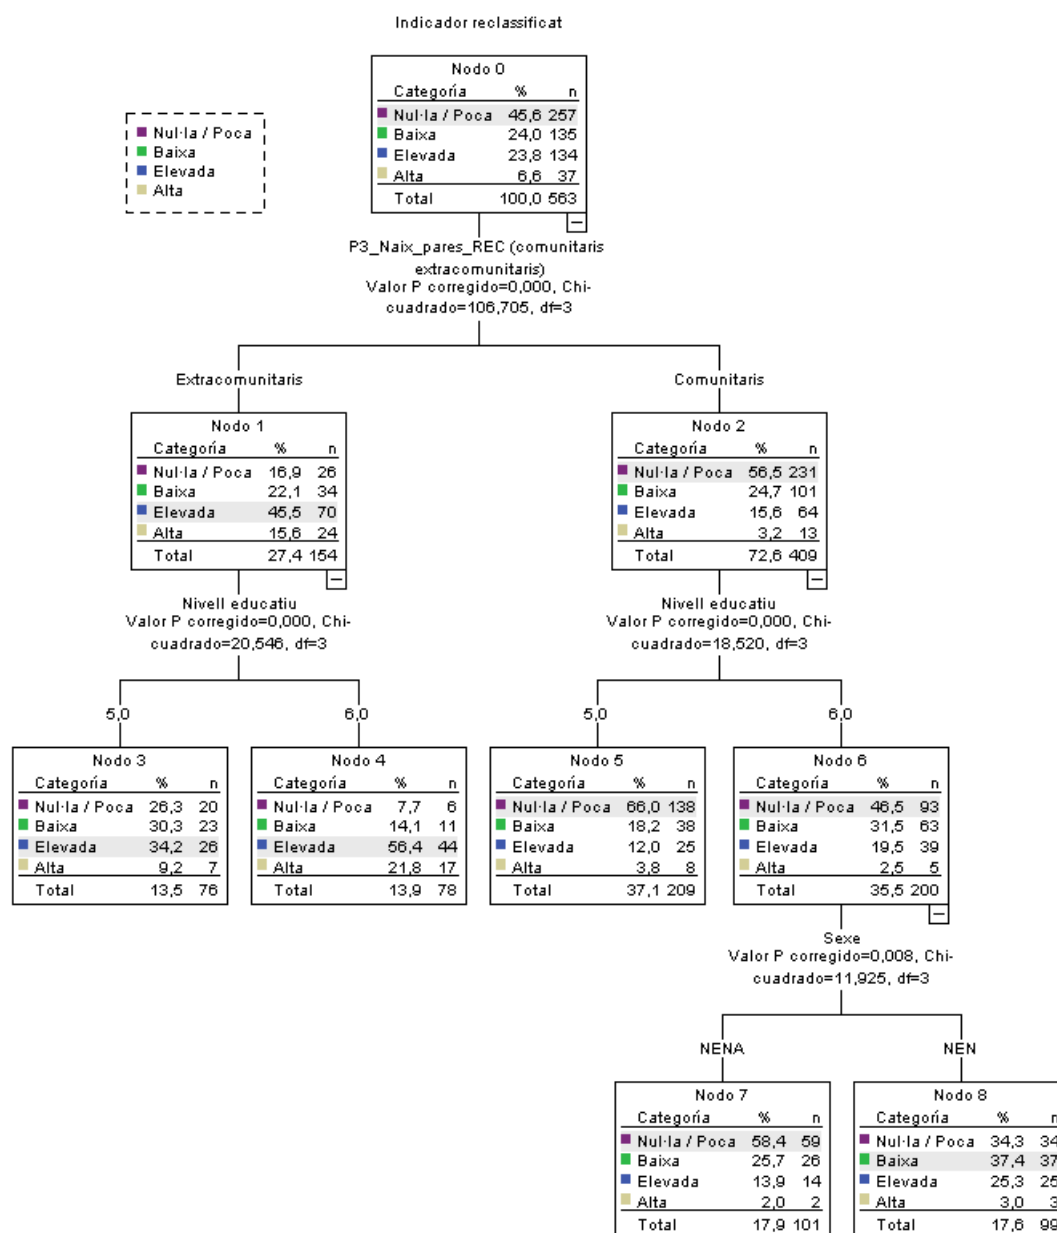 Indicador reclassificat
Nul·la / Poca
Baixa
Elevada
Alta
Nodo 0
Categoría % n
Nul·la / Poca 45,6 257
Baixa 24,0 135
Elevada 23,8 134
Alta 6,6 37
Total 100,0 563
P3_Naix_pares_REC (comunitaris
extracomunitaris)
Valor P corregido=0,000, Chi-
cuadrado=106,705, df=3
Extracomunitaris
Comunitaris
Nodo 1
Categoría % n
Nul·la / Poca 16,9 26
Baixa 22,1 34
Elevada 45,5 70
Alta 15,6 24
Total 27,4 154
Nodo 2
Categoría % n
Nul·la / Poca 56,5 231
Baixa 24,7 101
Elevada 15,6 64
Alta 3,2 13
Total 72,6 409
Nivell educatiu
Valor P corregido=0,000, Chi-
cuadrado=20,546, df=3
Nivell educatiu
Valor P corregido=0,000, Chi-
cuadrado=18,520, df=3
5,0
6,0
5,0
6,0
Nodo 3
Categoría % n
Nul·la / Poca 26,3 20
Baixa 30,3 23
Elevada 34,2 26
Alta 9,2 7
Total 13,5 76
Nodo 4
Categoría % n
Nul·la / Poca 7,7 6
Baixa 14,1 11
Elevada 56,4 44
Alta 21,8 17
Total 13,9 78
Nodo 5
Categoría % n
Nul·la / Poca 66,0 138
Baixa 18,2 38
Elevada 12,0 25
Alta 3,8 8
Total 37,1 209
Nodo 6
Categoría % n
Nul·la / Poca 46,5 93
Baixa 31,5 63
Elevada 19,5 39
Alta 2,5 5
Total 35,5 200
Sexe
Valor P corregido=0,008, Chi-
cuadrado=11,925, df=3
NENA
NEN
Nodo 7
Categoría % n
Nul·la / Poca 58,4 59
Baixa 25,7 26
Elevada 13,9 14
Alta 2,0 2
Total 17,9 101
Nodo 8
Categoría % n
Nul·la / Poca 34,3 34
Baixa 37,4 37
Elevada 25,3 25
Alta 3,0 3
Total 17,6 99